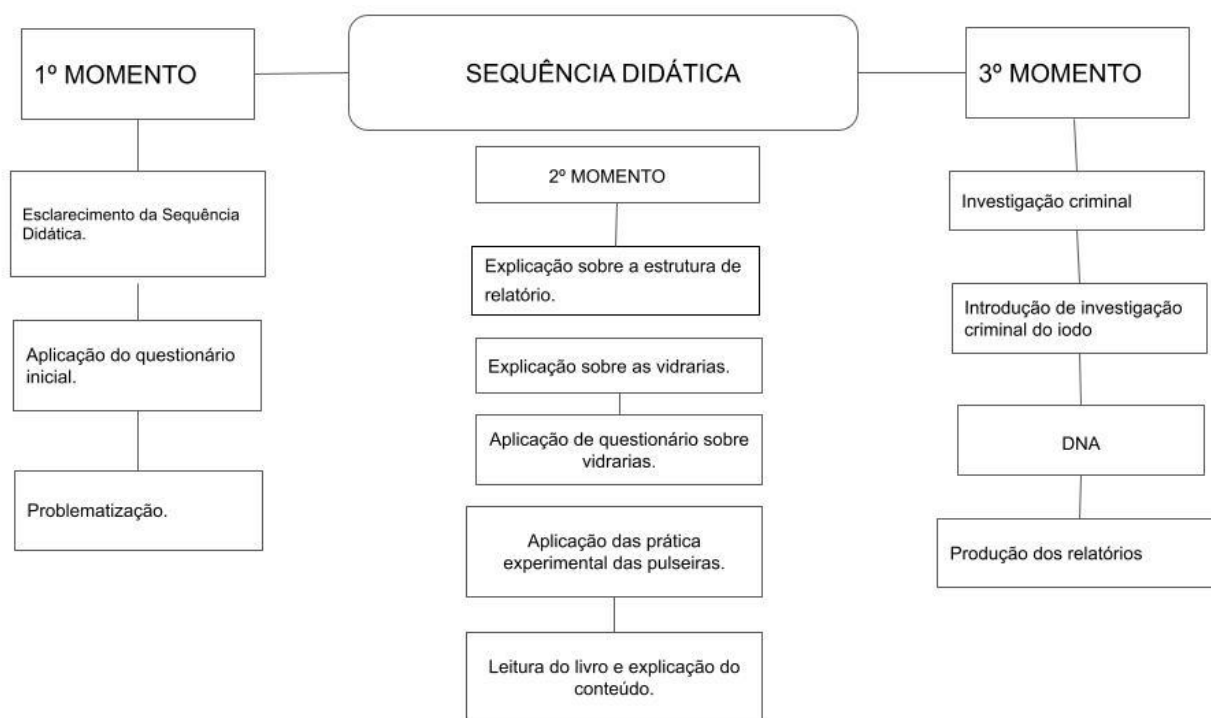 SEQUÊNCIA DIDÁTICA
1º MOMENTO
Esclarecimento da Sequência
Didática.
Aplicação do questionário
inicial.
Problematização.
2º MOMENTO
Explicação sobre a estrutura de
relatório.
Explicação sobre as vidrarias.
Aplicação de questionário sobre
vidrarias.
Aplicação das prática
experimental das pulseiras.
Leitura do livro e explicação do
conteúdo.
3º MOMENTO
Investigação criminal
Introdução de investigação
criminal do iodo
DNA
Produção dos relatórios